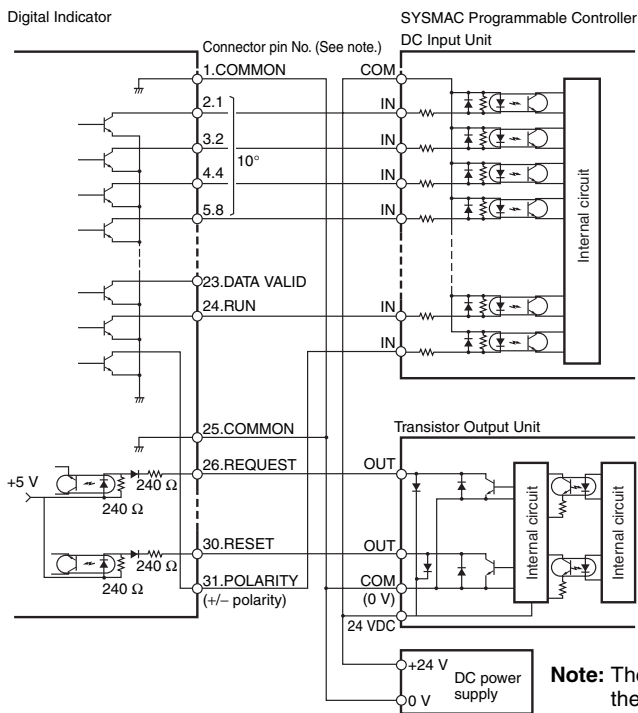 Digital Indicator
SYSMAC Programmable Controller
Connector pin No. (See note.)
DC Input Unit
1.COMMON
COM
2.1
IN
3.2
IN
10°
4.4
IN
5.8
IN
Internal circuit
23.DATA VALID
24.RUN
IN
IN
25.COMMON
Transistor Output Unit
26.REQUEST
OUT
+5 V
240 Ω
240 Ω
Internal circuit
Internal circuit
30.RESET
OUT
240 Ω
240 Ω
31.POLARITY
(+/− polarity)
COM
(0 V)
24 VDC
+24 V
DC power
supply
0 V
Note: The
the